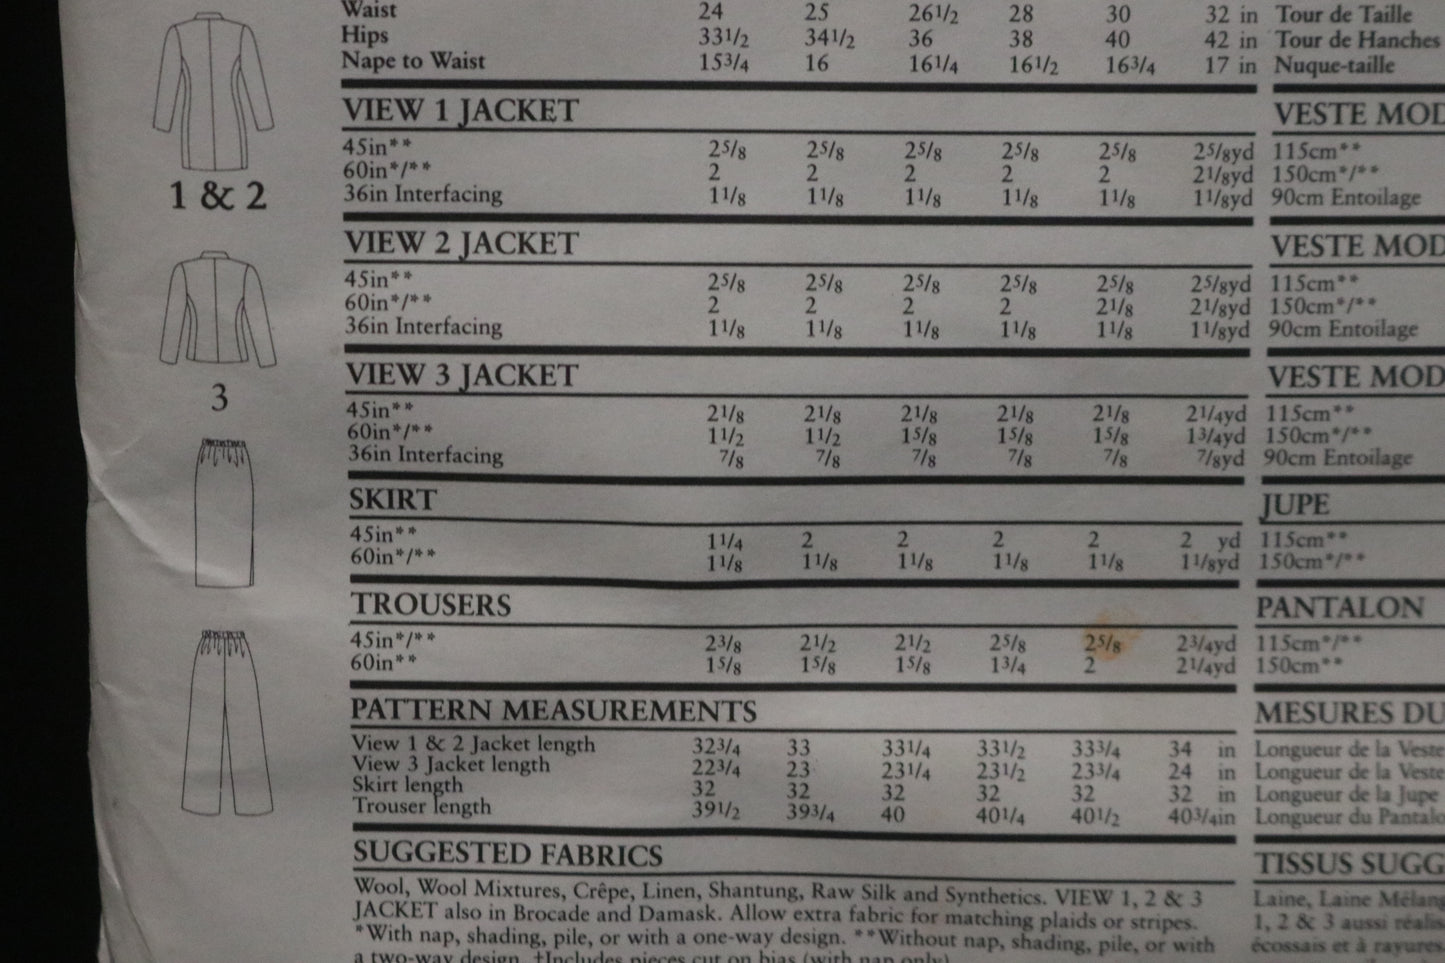 Waist 24 25 26½ 28 30 32 in Tour de Taille
Hips 33½ 34½ 36 38 40 42 in Tour de Hanches
Nape to Waist 15¾ 16 16¼ 16½ 16¾ 17 in Nuque-taille
VIEW 1 JACKET VESTE MOD
45in** 2⅝ 2⅝ 2⅝ 2⅝ 2⅝ 2⅝yd 115cm**
60in*/** 2 2 2 2 2 2⅛yd 150cm*/**
36in Interfacing 1⅛ 1⅛ 1⅛ 1⅛ 1⅛ 1⅛yd 90cm Entoilage
1 & 2
VIEW 2 JACKET VESTE MOD
45in** 2⅝ 2⅝ 2⅝ 2⅝ 2⅝ 2⅝yd 115cm**
60in*/** 2 2 2 2 2⅛ 2⅛yd 150cm*/**
36in Interfacing 1⅛ 1⅛ 1⅛ 1⅛ 1⅛ 1⅛yd 90cm Entoilage
VIEW 3 JACKET VESTE MOD
3
45in** 2⅛ 2⅛ 2⅛ 2⅛ 2⅛ 2¼yd 115cm**
60in*/** 1½ 1½ 1⅝ 1⅝ 1⅝ 1¾yd 150cm*/**
36in Interfacing ⅞ ⅞ ⅞ ⅞ ⅞ ⅞yd 90cm Entoilage
SKIRT JUPE
45in** 1¼ 2 2 2 2 2 yd 115cm**
60in*/** 1⅛ 1⅛ 1⅛ 1⅛ 1⅛ 1⅛yd 150cm*/**
TROUSERS PANTALON
45in*/** 2⅜ 2½ 2½ 2⅝ 2⅝ 2¾yd 115cm*/**
60in** 1⅝ 1⅝ 1⅝ 1¾ 2 2¼yd 150cm**
PATTERN MEASUREMENTS MESURES DU
View 1 & 2 Jacket length 32¾ 33 33¼ 33½ 33¾ 34 in Longueur de la Veste
View 3 Jacket length 22¾ 23 23¼ 23½ 23¾ 24 in Longueur de la Veste
Skirt length 32 32 32 32 32 32 in Longueur de la Jupe
Trouser length 39½ 39¾ 40 40¼ 40½ 40¾in Longueur du Pantalo
SUGGESTED FABRICS TISSUS SUGG
Wool, Wool Mixtures, Crêpe, Linen, Shantung, Raw Silk and Synthetics. VIEW 1, 2 & 3 Laine, Laine Mélang
JACKET also in Brocade and Damask. Allow extra fabric for matching plaids or stripes. 1, 2 & 3 aussi réalis
*With nap, shading, pile, or with a one-way design. **Without nap, shading, pile, or with écossais et à rayures.
a two-way design. †Includes pieces cut on bias (with nap only)